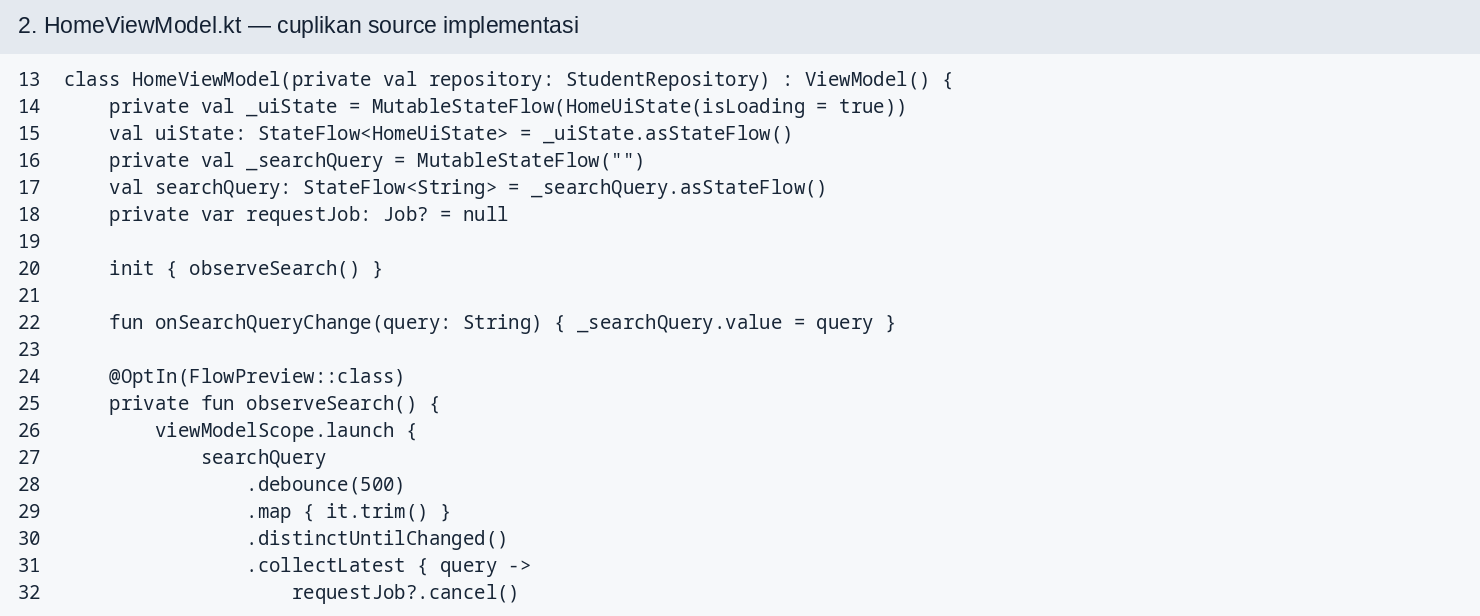 2. HomeViewModel.kt — cuplikan source implementasi
13  class HomeViewModel(private val repository: StudentRepository) : ViewModel() {
14      private val _uiState = MutableStateFlow(HomeUiState(isLoading = true))
15      val uiState: StateFlow<HomeUiState> = _uiState.asStateFlow()
16      private val _searchQuery = MutableStateFlow("")
17      val searchQuery: StateFlow<String> = _searchQuery.asStateFlow()
18      private var requestJob: Job? = null
19
20      init { observeSearch() }
21
22      fun onSearchQueryChange(query: String) { _searchQuery.value = query }
23
24      @OptIn(FlowPreview::class)
25      private fun observeSearch() {
26          viewModelScope.launch {
27              searchQuery
28                  .debounce(500)
29                  .map { it.trim() }
30                  .distinctUntilChanged()
31                  .collectLatest { query ->
32                      requestJob?.cancel()